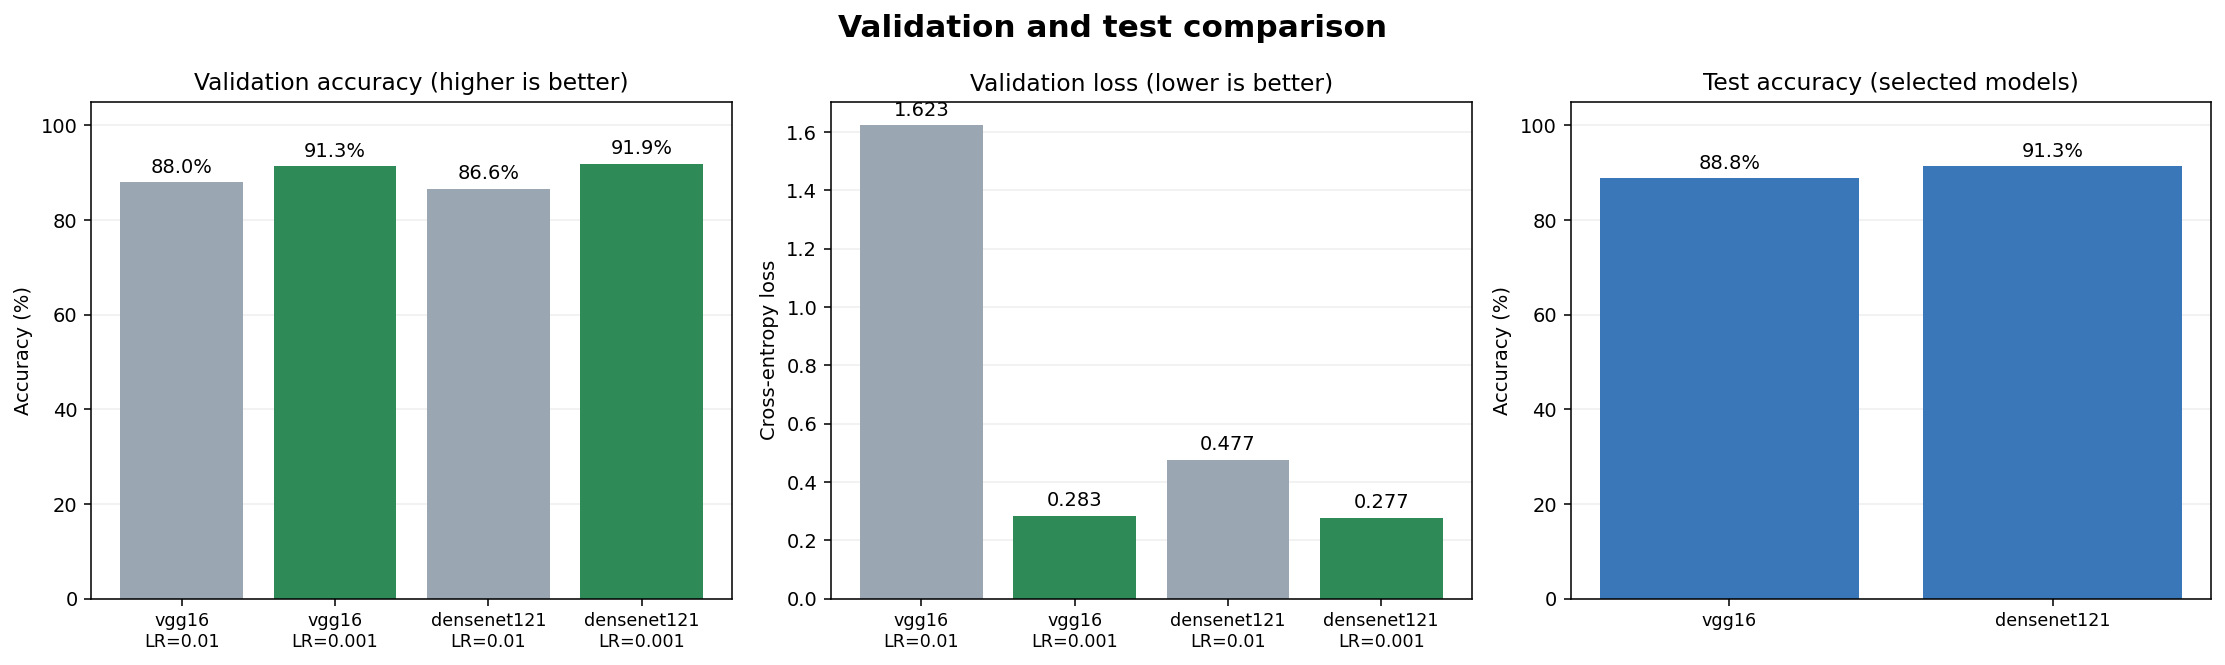 Validation and test comparison
Validation accuracy (higher is better)
Accuracy (%)
100
80
60
40
20
0
88.0%
91.3%
86.6%
91.9%
vgg16
LR=0.01
vgg16
LR=0.001
densenet121
LR=0.01
densenet121
LR=0.001
Validation loss (lower is better)
Cross-entropy loss
1.6
1.4
1.2
1.0
0.8
0.6
0.4
0.2
0.0
1.623
0.283
0.477
0.277
vgg16
LR=0.01
vgg16
LR=0.001
densenet121
LR=0.01
densenet121
LR=0.001
Test accuracy (selected models)
Accuracy (%)
100
80
60
40
20
0
88.8%
91.3%
vgg16
densenet121